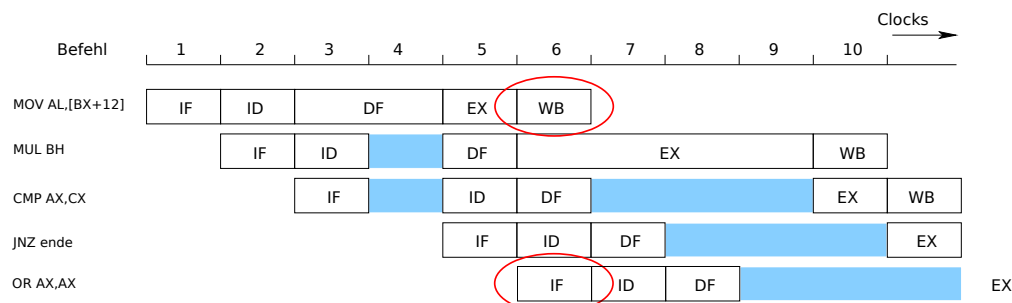 Clocks
Befehl 1 2 3 4 5 6 7 8 9 10
MOV AL,[BX+12] IF ID DF EX WB
MUL BH IF ID DF EX WB
CMP AX,CX IF ID DF EX WB
JNZ ende IF ID DF EX
OR AX,AX IF ID DF EX